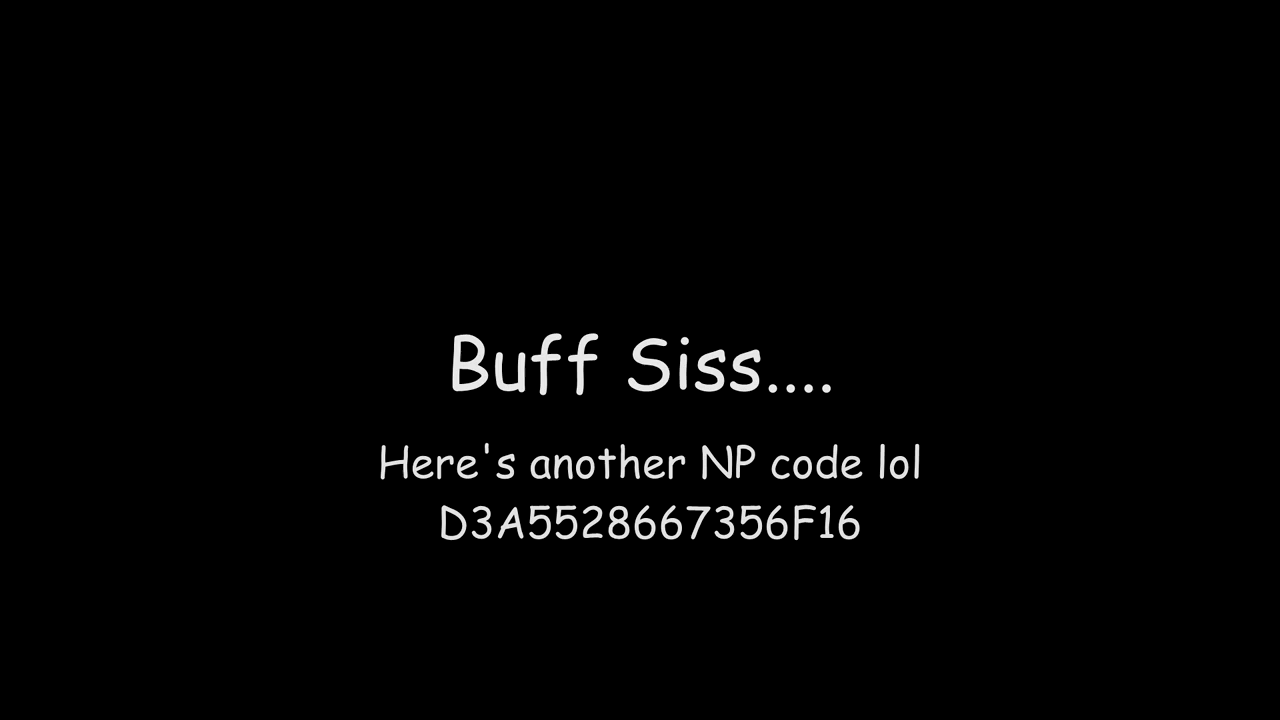 Buff Siss....
Here's another NP code lol
D3A5528667356F16